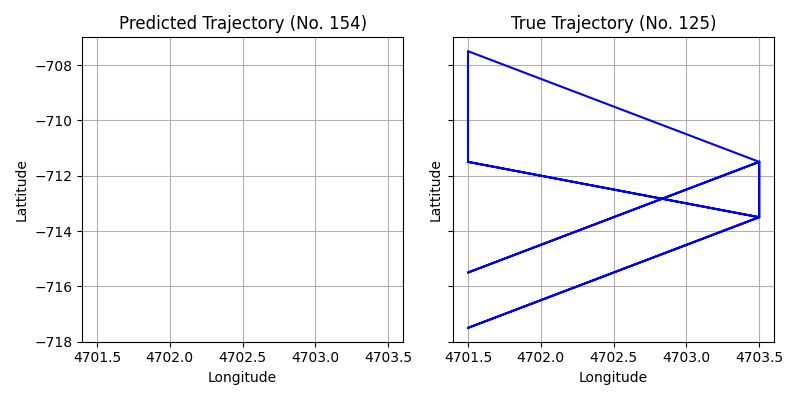 Predicted Trajectory (No. 154)
True Trajectory (No. 125)
−708
−710
−712
−714
−716
−718
Lattitude
Lattitude
4701.5 4702.0 4702.5 4703.0 4703.5
4701.5 4702.0 4702.5 4703.0 4703.5
Longitude
Longitude